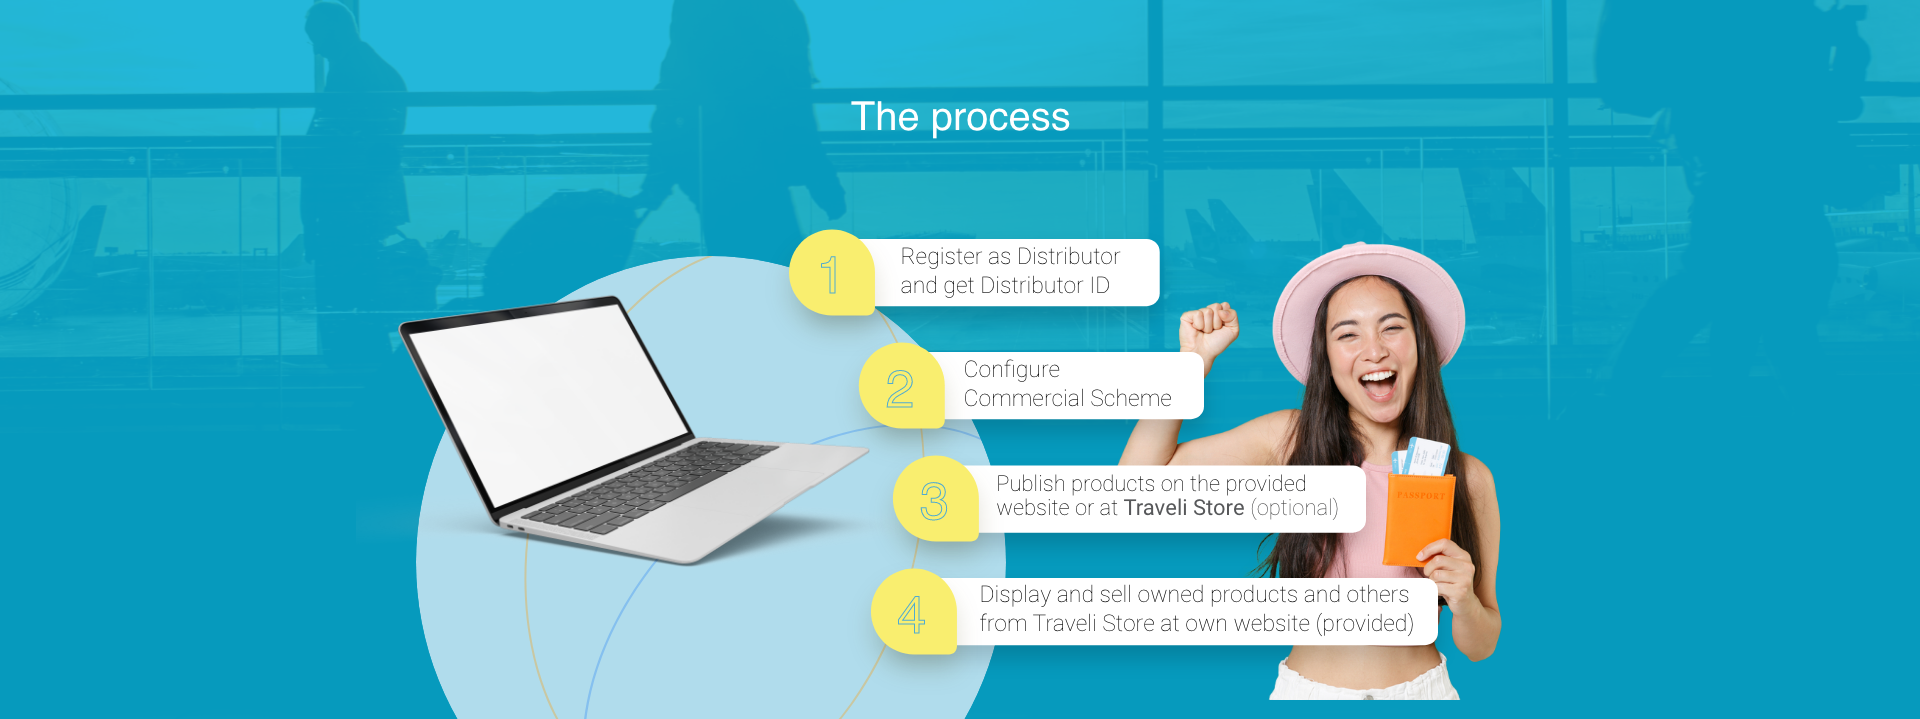 The process
1
Register as Distributor
and get Distributor ID
2
Configure
Commercial Scheme
3
Publish products on the provided
website or at Traveli Store (optional)
4
Display and sell owned products and others
from Traveli Store at own website (provided)
PASSPORT